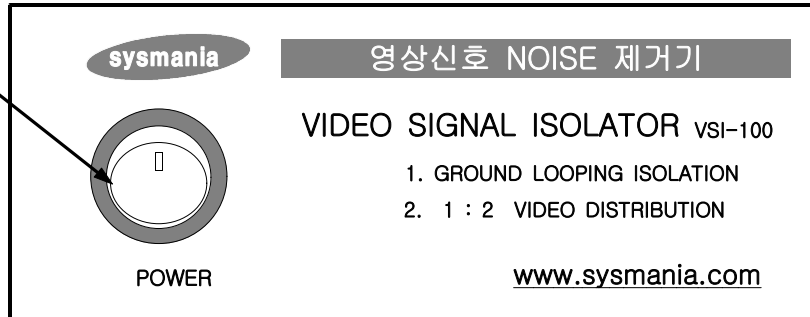 sysmania
영상신호 NOISE 제거기
VIDEO SIGNAL ISOLATOR VSI-100
1. GROUND LOOPING ISOLATION
2. 1 : 2 VIDEO DISTRIBUTION
POWER
www.sysmania.com